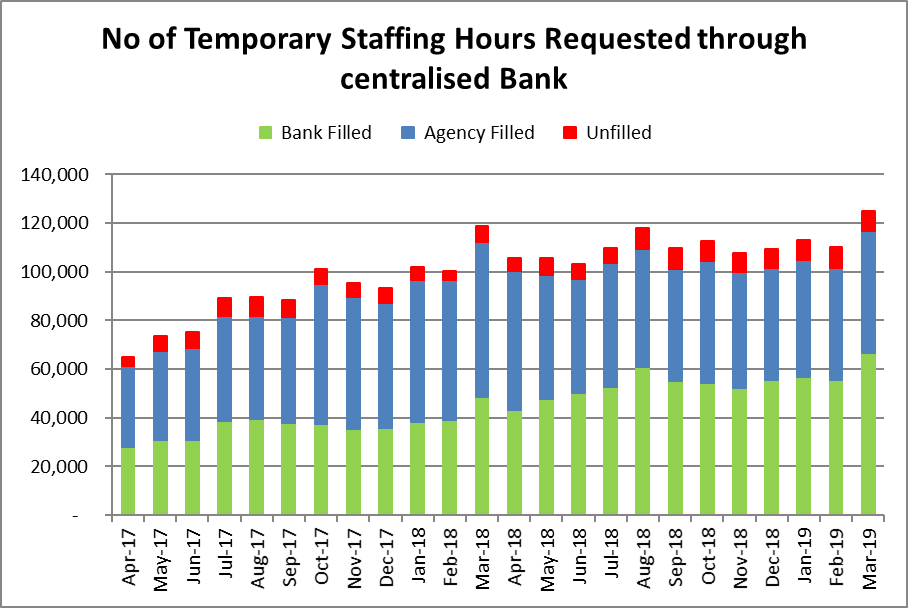 No of Temporary Staffing Hours Requested through
centralised Bank
Bank Filled Agency Filled Unfilled
140,000
120,000
100,000
80,000
60,000
40,000
20,000
-
Apr-17
May-17
Jun-17
Jul-17
Aug-17
Sep-17
Oct-17
Nov-17
Dec-17
Jan-18
Feb-18
Mar-18
Apr-18
May-18
Jun-18
Jul-18
Aug-18
Sep-18
Oct-18
Nov-18
Dec-18
Jan-19
Feb-19
Mar-19